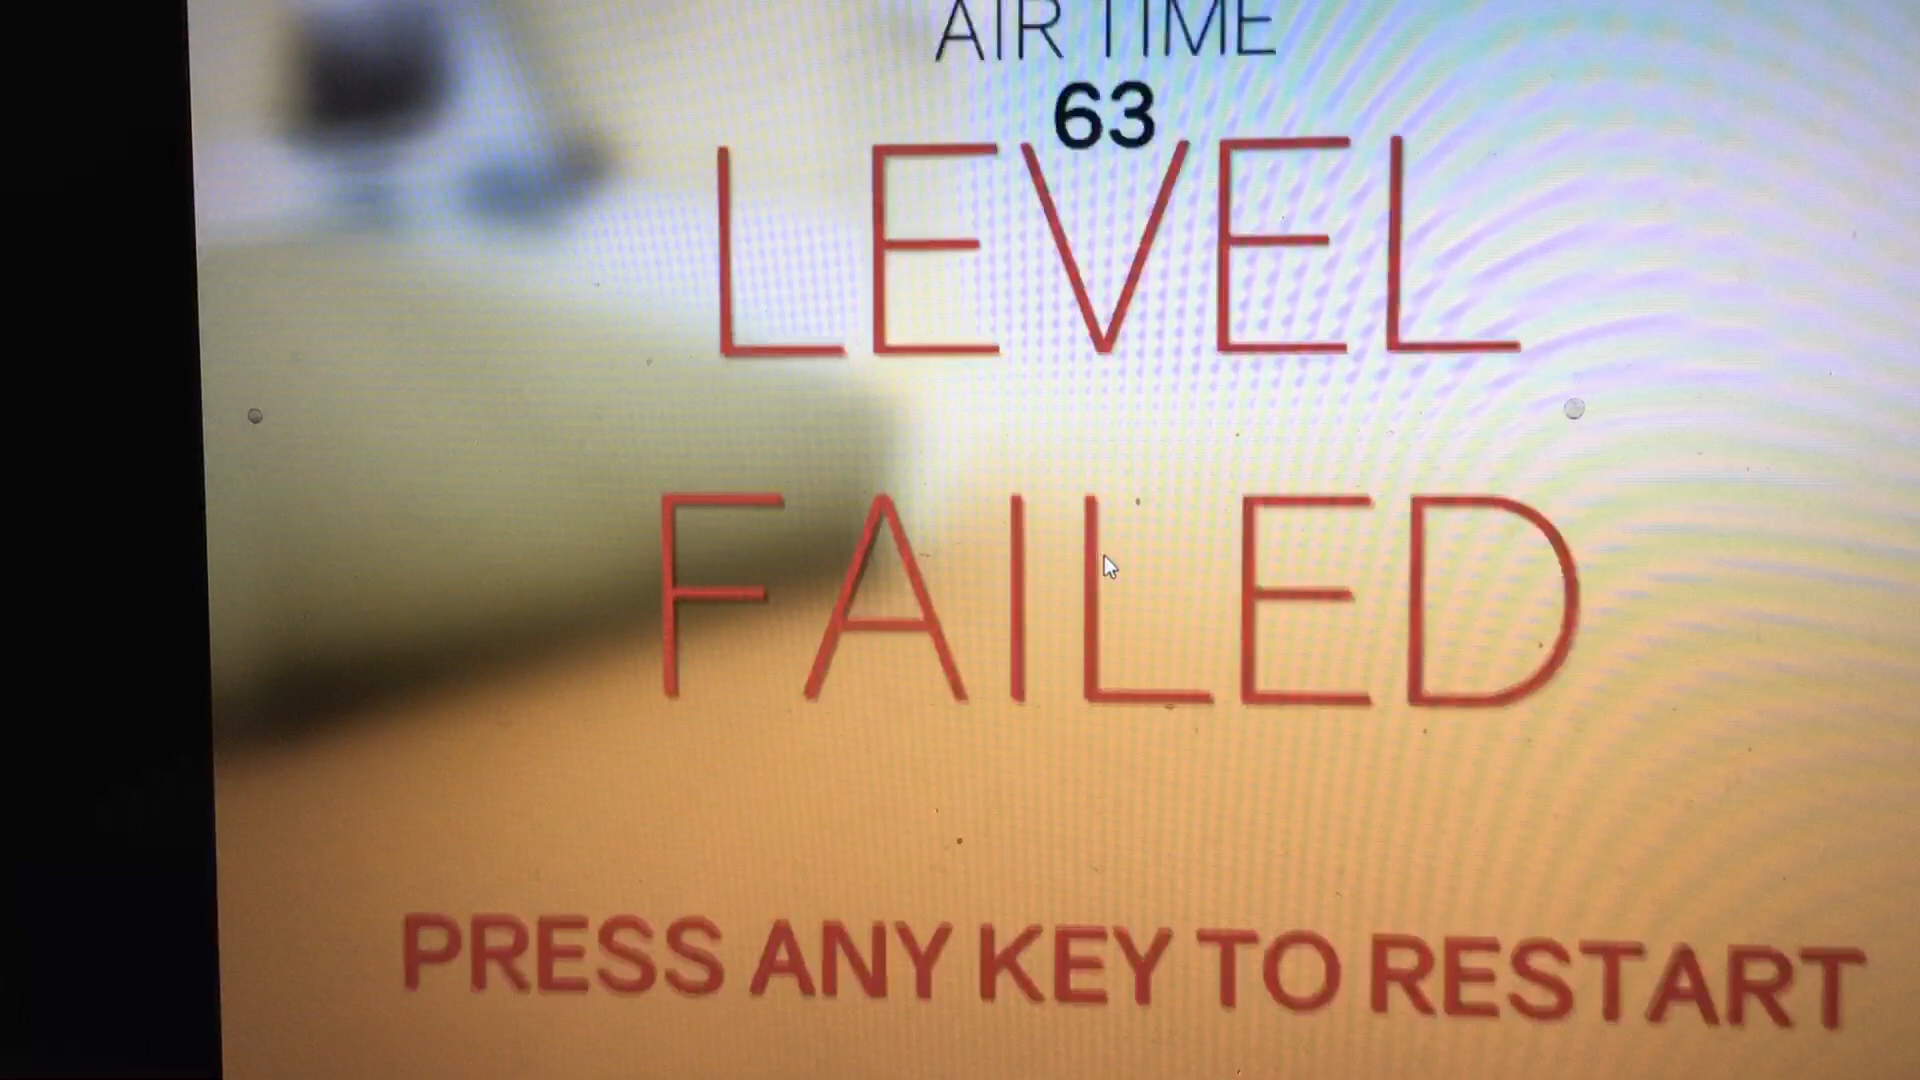 AIR TIME
63
LEVEL
FAILED
PRESS ANY KEY TO RESTART